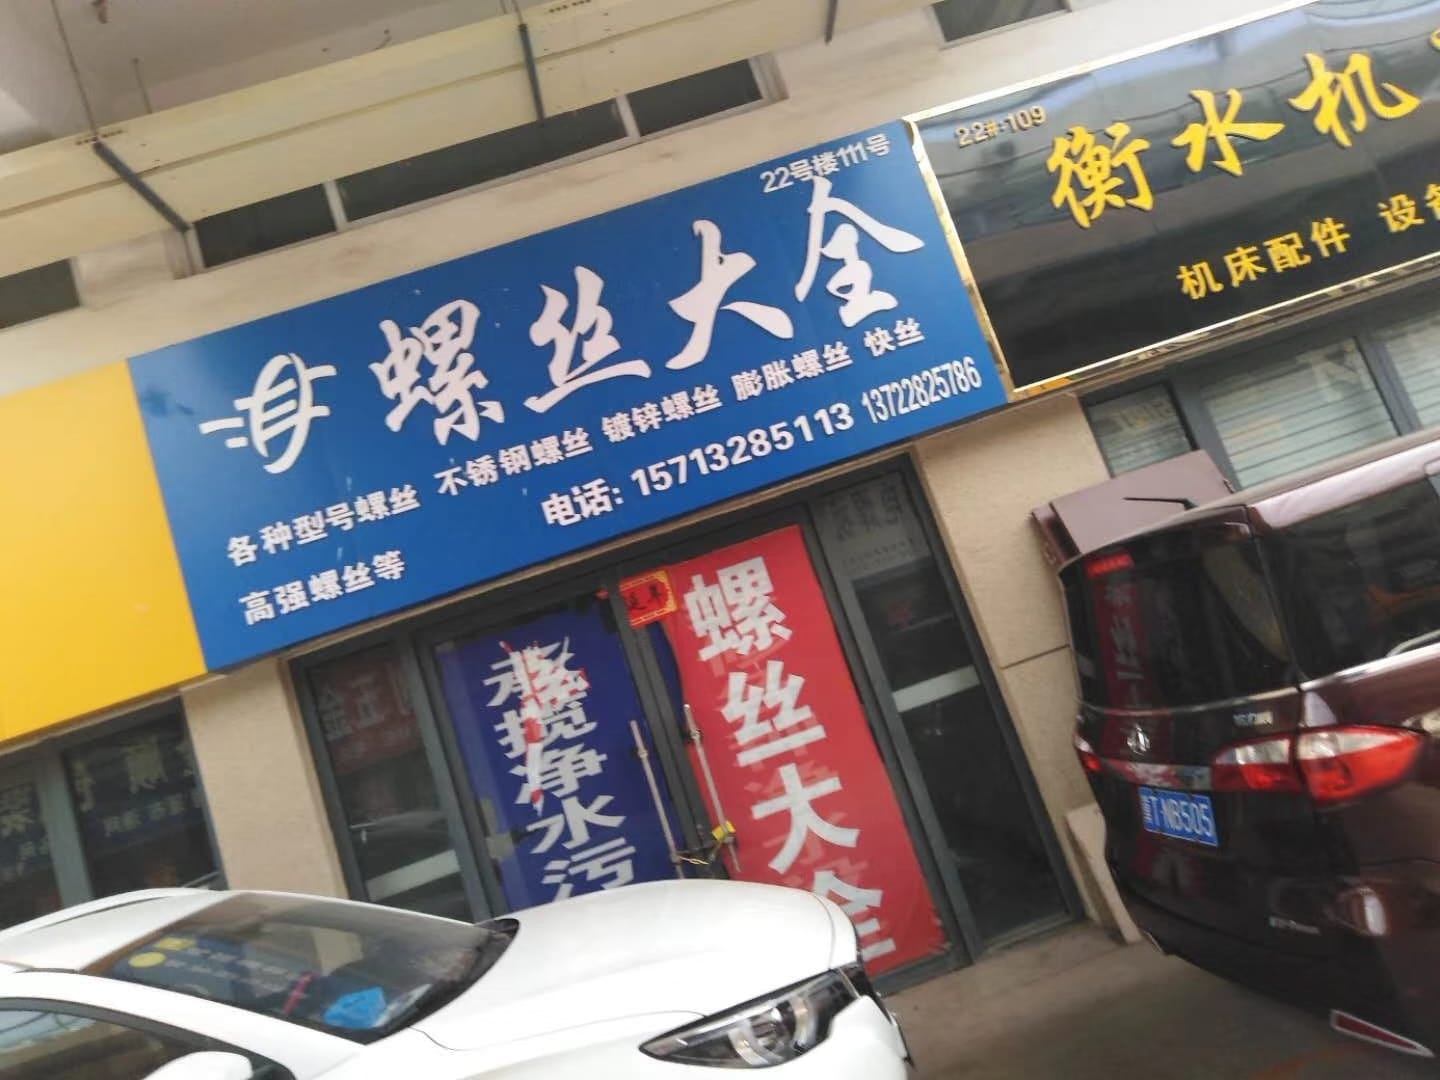 22号楼111号
螺丝大全
各种型号螺丝 不锈钢螺丝 镀锌螺丝 膨胀螺丝 快丝
高强螺丝等
电话: 15713285113 13722825786
22#-109
衡水机
机床配件 设备
螺丝大全
净水污
T·NB505